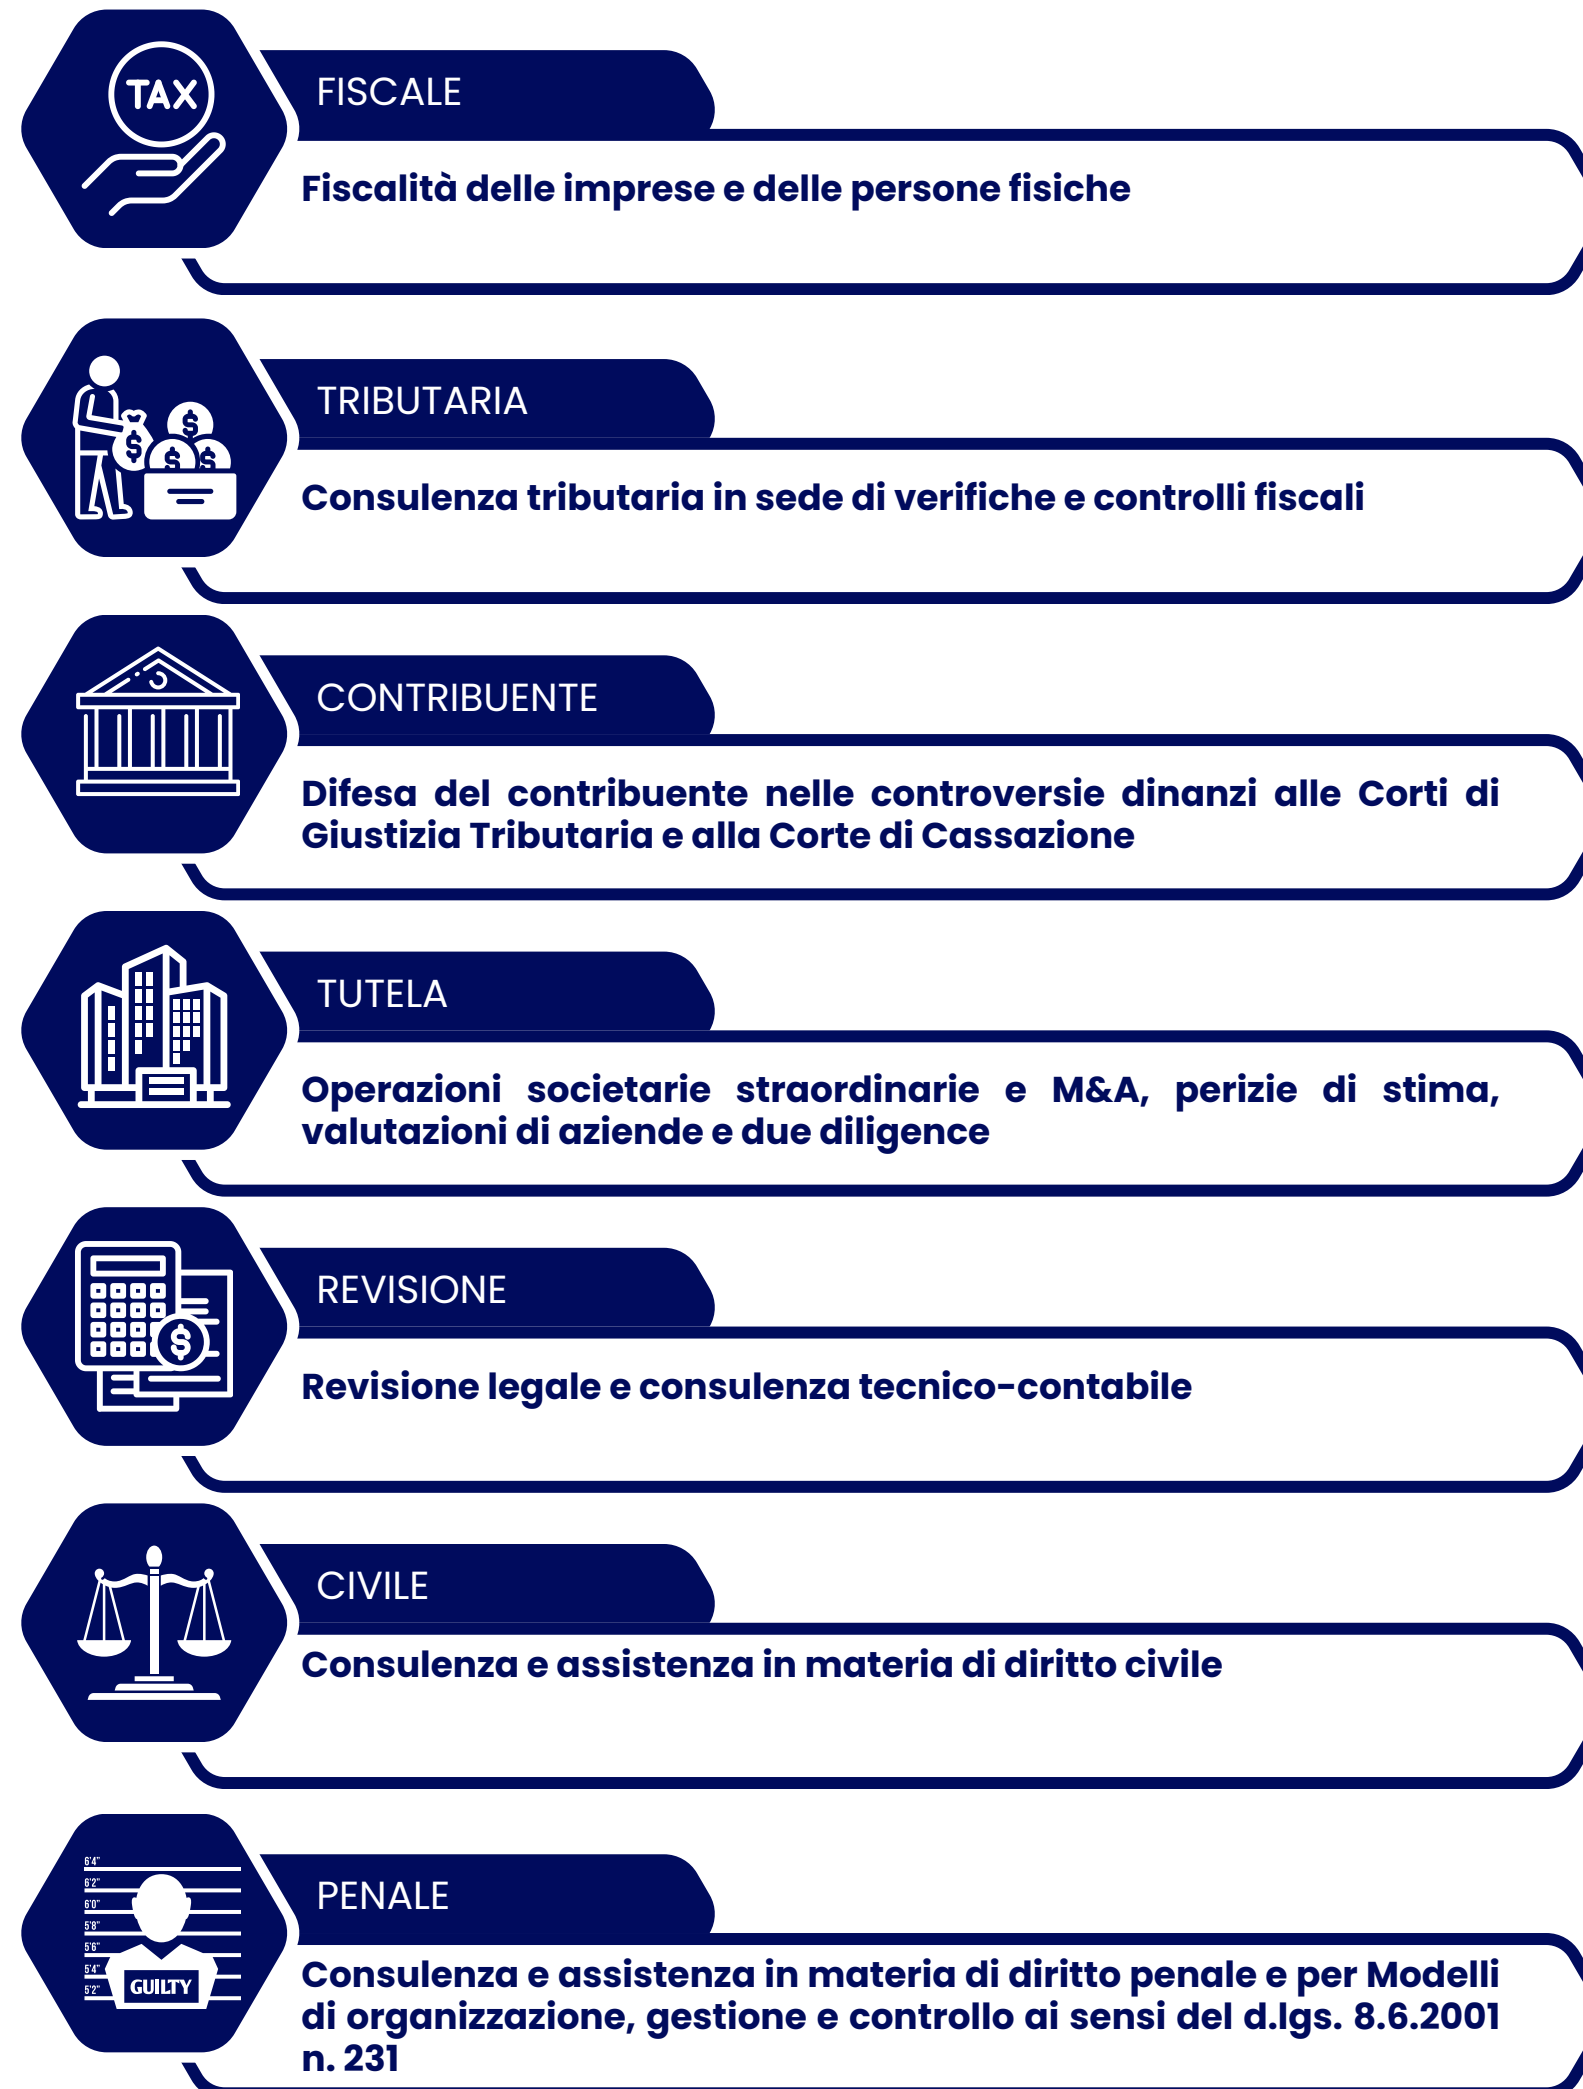 TAX
FISCALE
Fiscalità delle imprese e delle persone fisiche
TRIBUTARIA
$
$
$
$
Consulenza tributaria in sede di verifiche e controlli fiscali
CONTRIBUENTE
Difesa del contribuente nelle controversie dinanzi alle Corti di
Giustizia Tributaria e alla Corte di Cassazione
TUTELA
Operazioni societarie straordinarie e M&A, perizie di stima,
valutazioni di aziende e due diligence
REVISIONE
$
Revisione legale e consulenza tecnico-contabile
CIVILE
Consulenza e assistenza in materia di diritto civile
PENALE
6'4"
6'2"
6'0"
5'8"
5'6"
5'4"
5'2"
GUILTY
Consulenza e assistenza in materia di diritto penale e per Modelli
di organizzazione, gestione e controllo ai sensi del d.lgs. 8.6.2001
n. 231